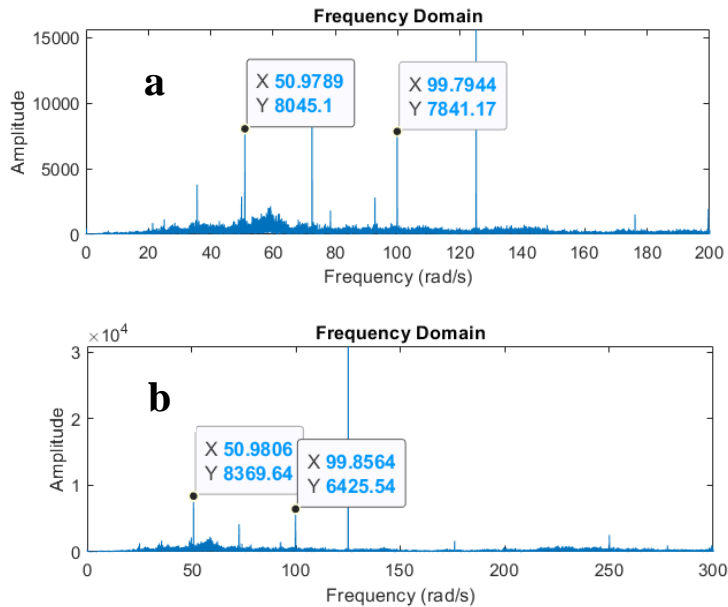 Frequency Domain
15000
10000
5000
0
Amplitude
a
X 50.9789
Y 8045.1
X 99.7944
Y 7841.17
0 20 40 60 80 100 120 140 160 180 200
Frequency (rad/s)
Frequency Domain
×10⁴
3
2
1
0
Amplitude
b
X 50.9806
Y 8369.64
X 99.8564
Y 6425.54
0 50 100 150 200 250 300
Frequency (rad/s)